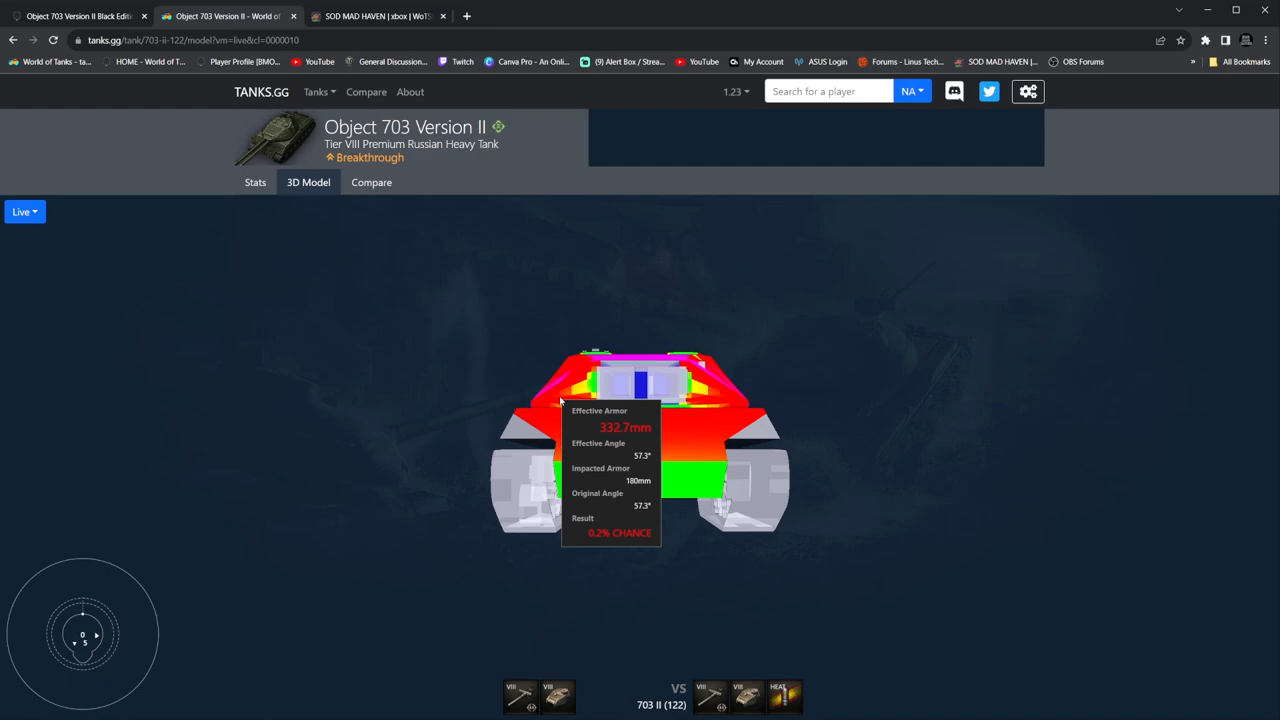 Object 703 Version II Black Editi
Object 703 Version II - World of
SOD MAD HAVEN | xbox | WoTS
tanks.gg/tank/703-ii-122/model?vm=live&cl=0000010
World of Tanks - ta...
HOME - World of T...
Player Profile [BMO...
YouTube
General Discussion...
Twitch
Canva Pro - An Onli...
(9) Alert Box / Strea...
YouTube
My Account
ASUS Login
Forums - Linus Tech...
SOD MAD HAVEN |...
OBS Forums
»
All Bookmarks
TANKS.GG
Tanks
Compare
About
1.23
Search for a player
NA
Object 703 Version II
Tier VIII Premium Russian Heavy Tank
Breakthrough
Stats
3D Model
Compare
Live
Effective Armor
332.7mm
Effective Angle
57.3°
Impacted Armor
180mm
Original Angle
57.3°
Result
0.2% CHANCE
0
5
VIII
VIII
VS
703 II (122)
VIII
VIII
HEAT